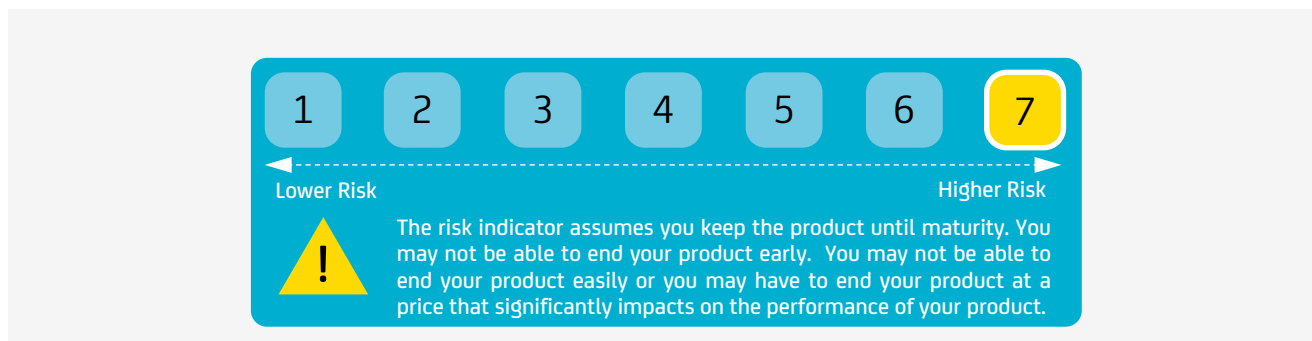 1 2 3 4 5 6 7
Lower Risk Higher Risk
!
The risk indicator assumes you keep the product until maturity. You
may not be able to end your product early. You may not be able to
end your product easily or you may have to end your product at a
price that significantly impacts on the performance of your product.